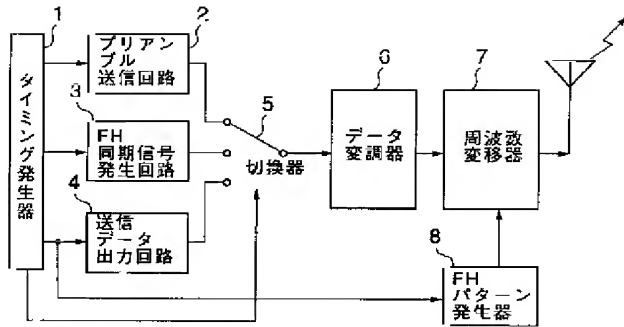 1
タイミング発生器
2
プリアン
ブル
送信回路
3
FH
同期信号
発生回路
4
送信
データ
出力回路
5
切換器
6
データ
変調器
7
周波数
変移器
8
FH
パターン
発生器